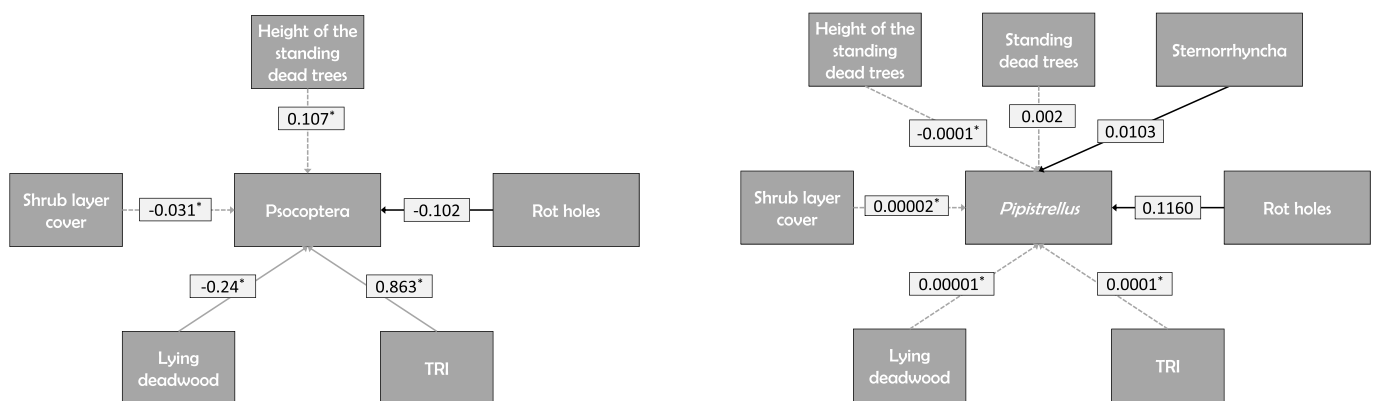 Height of the
standing
dead trees
0.107*
Shrub layer
cover
-0.031*
Psocoptera
-0.102
Rot holes
-0.24*
0.863*
Lying
deadwood
TRI
Height of the
standing
dead trees
Standing
dead trees
Sternorrhyncha
-0.0001*
0.002
0.0103
Shrub layer
cover
0.00002*
Pipistrellus
0.1160
Rot holes
0.00001*
0.0001*
Lying
deadwood
TRI